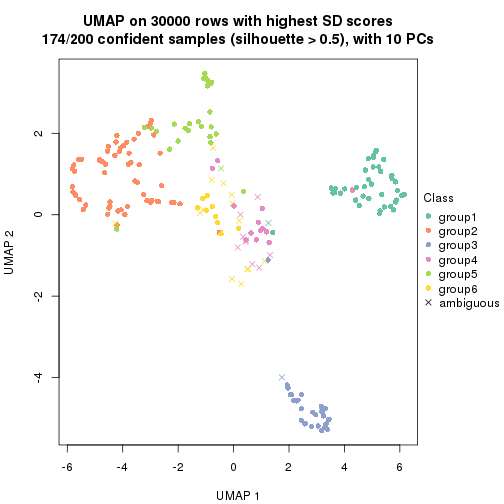 UMAP on 30000 rows with highest SD scores
174/200 confident samples (silhouette > 0.5), with 10 PCs
UMAP 2
2
0
-2
-4
-6
-4
-2
0
2
4
6
UMAP 1
Class
group1
group2
group3
group4
group5
group6
ambiguous